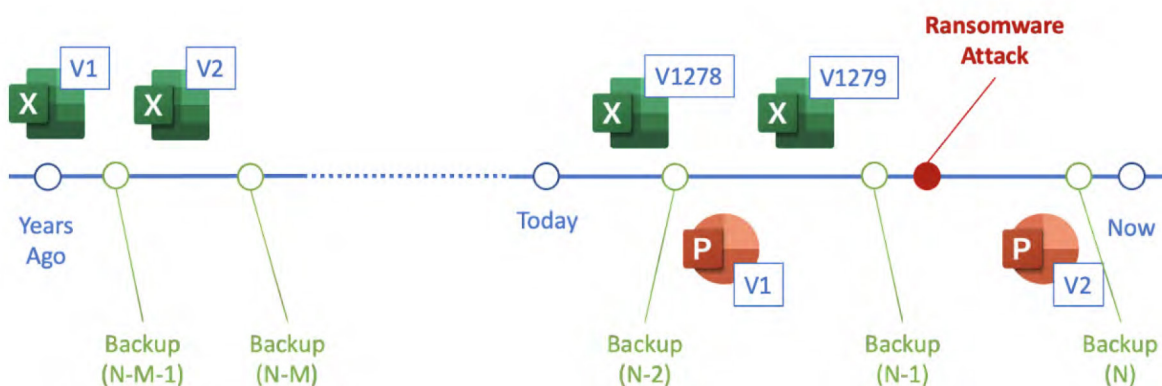 Ransomware
Attack
V1
V2
V1278
V1279
X
X
X
X
Years
Ago
Today
Now
P
V1
P
V2
Backup
(N-M-1)
Backup
(N-M)
Backup
(N-2)
Backup
(N-1)
Backup
(N)